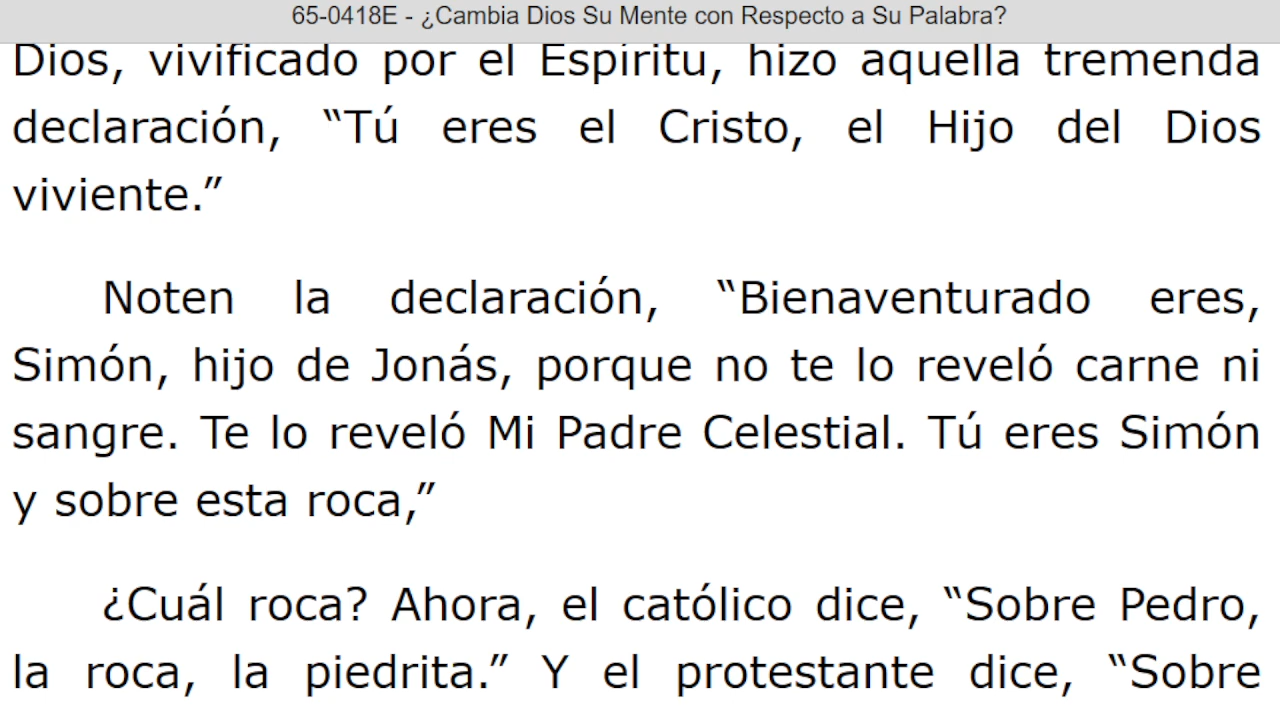 65-0418E - ¿Cambia Dios Su Mente con Respecto a Su Palabra?
Dios, vivificado por el Espíritu, hizo aquella tremenda
declaración, “Tú eres el Cristo, el Hijo del Dios
viviente.”
Noten la declaración, “Bienaventurado eres,
Simón, hijo de Jonás, porque no te lo reveló carne ni
sangre. Te lo reveló Mi Padre Celestial. Tú eres Simón
y sobre esta roca,”
¿Cuál roca? Ahora, el católico dice, “Sobre Pedro,
la roca, la piedrita.” Y el protestante dice, “Sobre